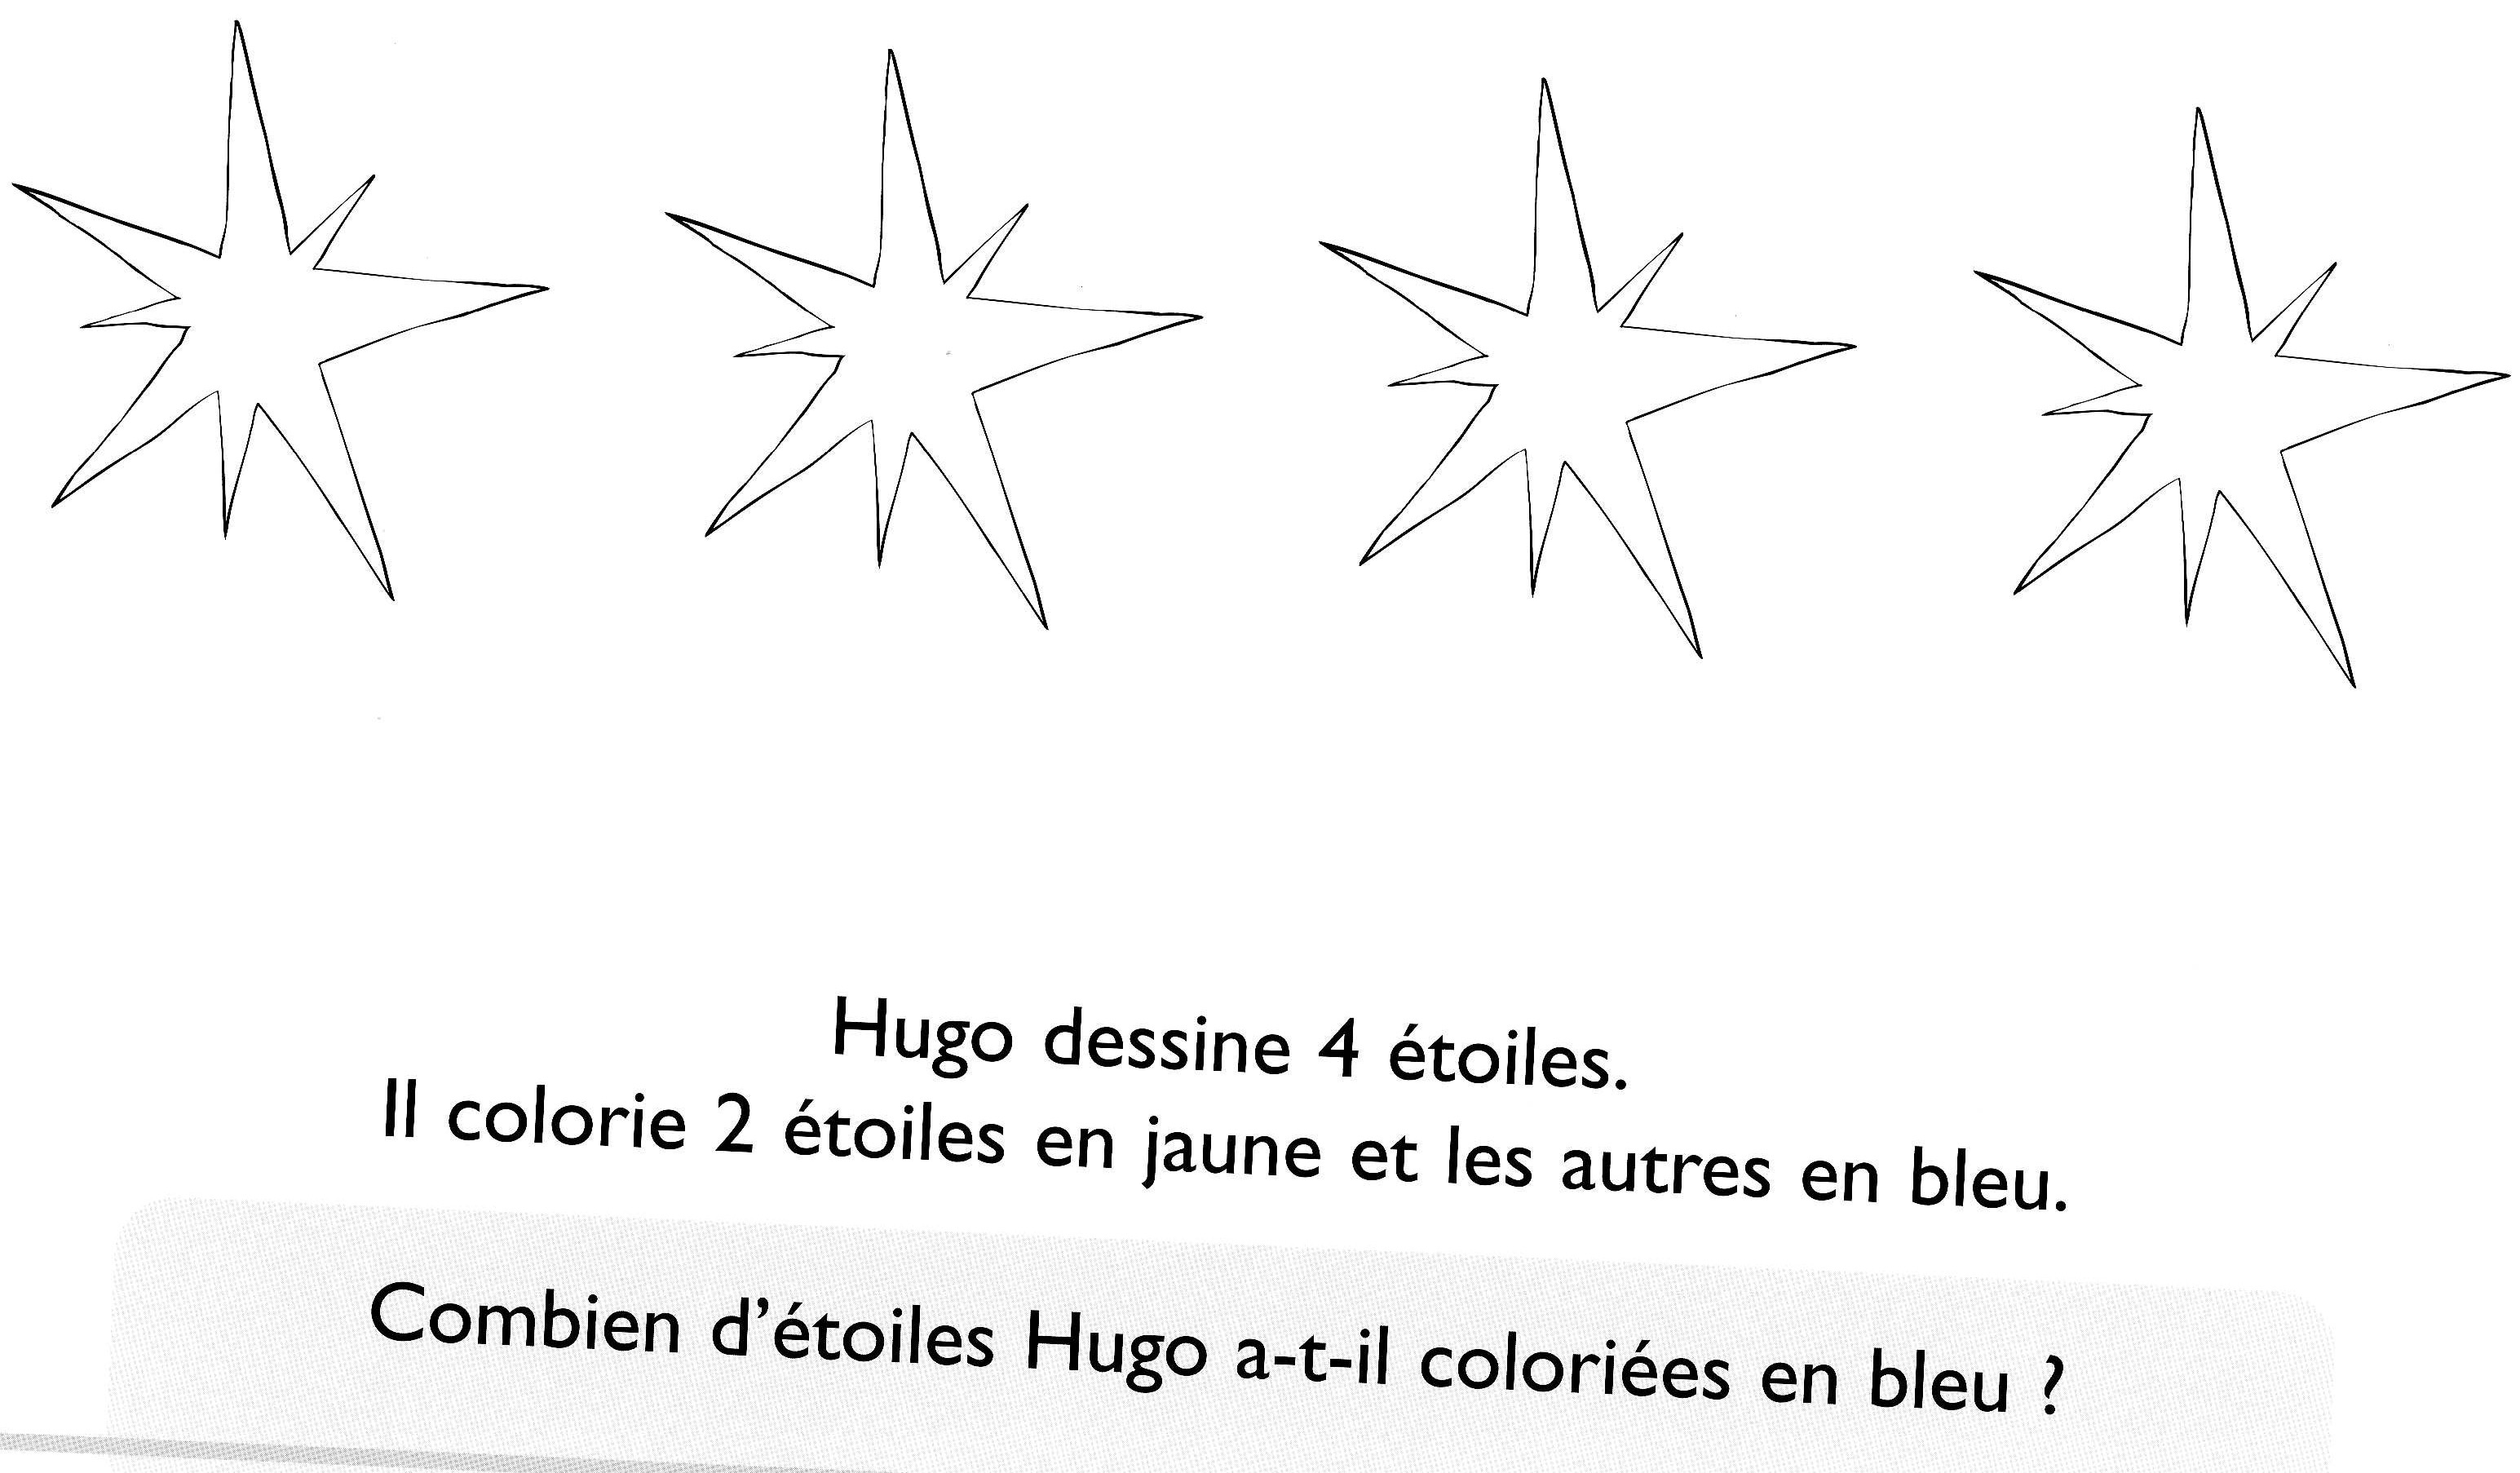 Hugo dessine 4 étoiles.
Il colorie 2 étoiles en jaune et les autres en bleu.
Combien d’étoiles Hugo a-t-il coloriées en bleu ?